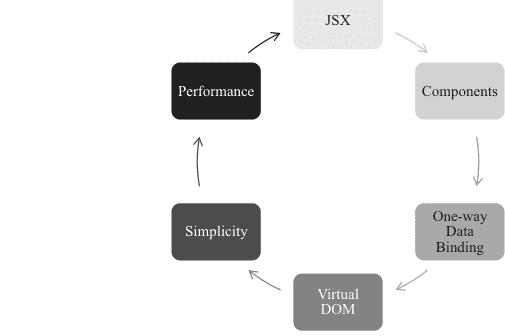 JSX
Components
One-way
Data
Binding
Virtual
DOM
Simplicity
Performance